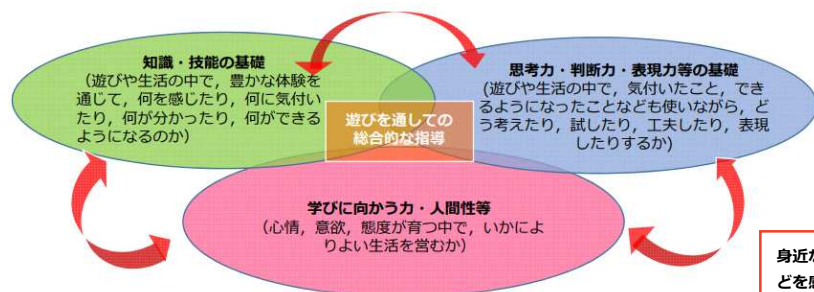 知識・技能の基礎
(遊びや生活の中で，豊かな体験を
通じて，何を感じたり，何に気付い
たり，何が分かったり，何ができる
ようになるのか)
思考力・判断力・表現力等の基礎
(遊びや生活の中で，気付いたこと，でき
るようになったことなども使いながら，ど
う考えたり，試したり，工夫したり，表現
したりするか)
遊びを通しての
総合的な指導
学びに向かう力・人間性等
(心情，意欲，態度が育つ中で，いかによ
りよい生活を営むか)
身近な
どを感